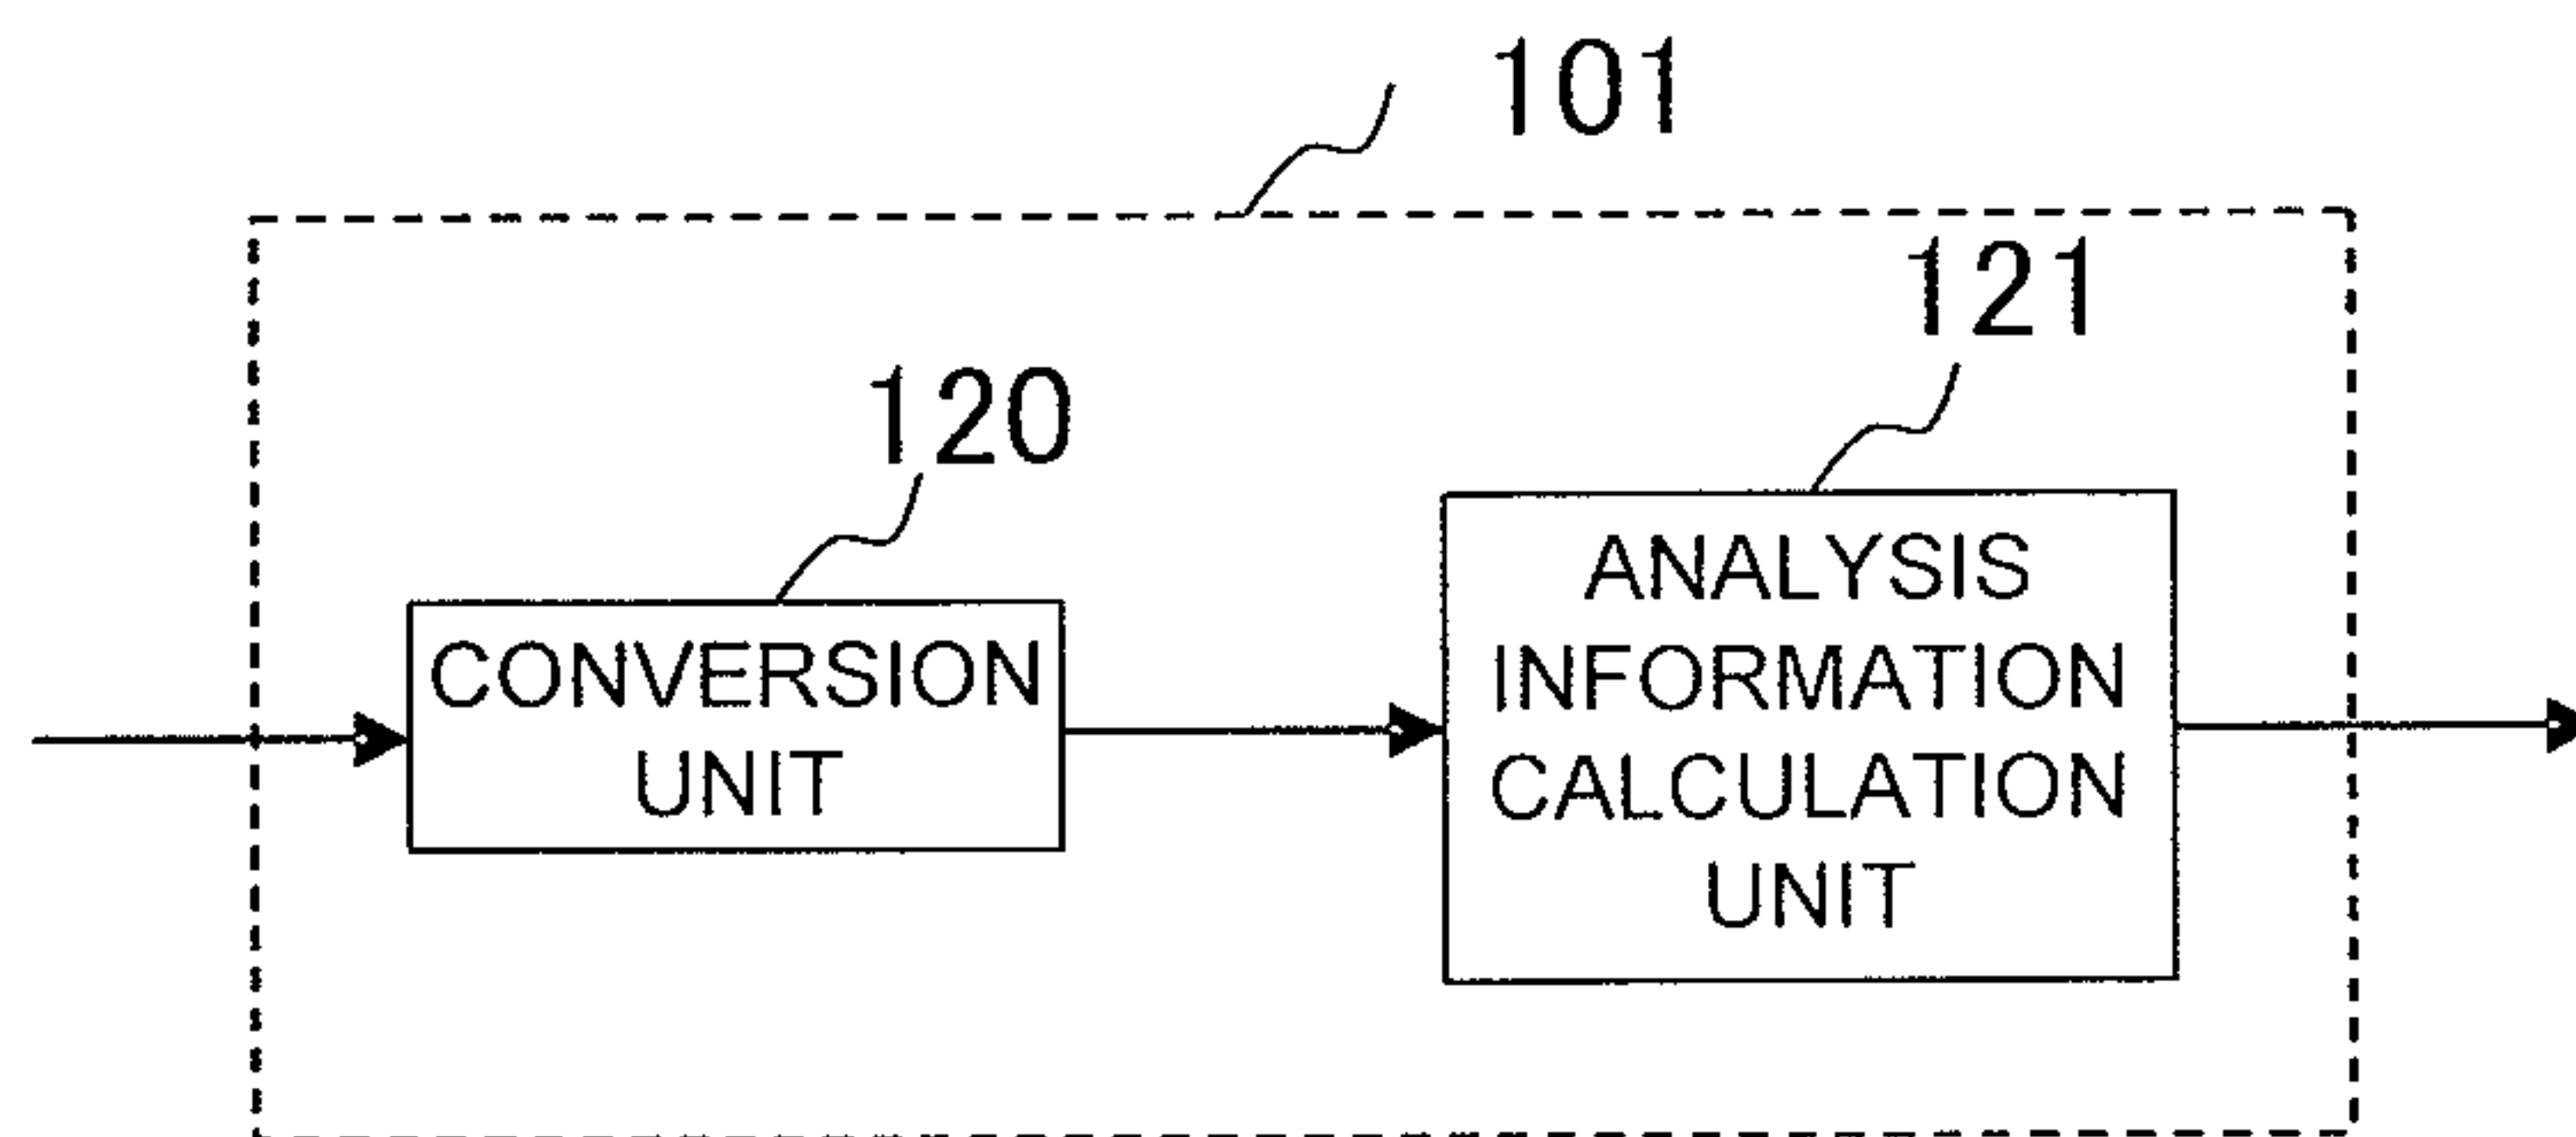 101
121
120
CONVERSION
UNIT
ANALYSIS
INFORMATION
CALCULATION
UNIT